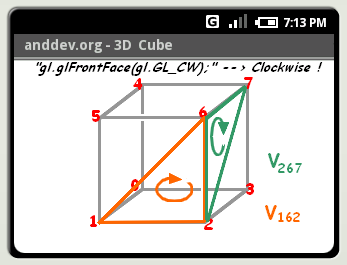 G 7:13 PM
anddev.org - 3D Cube
"gl.glFrontFace(gl.GL_CW);" --> Clockwise !
4 7
5 6
0 3
V267
1 2
V162